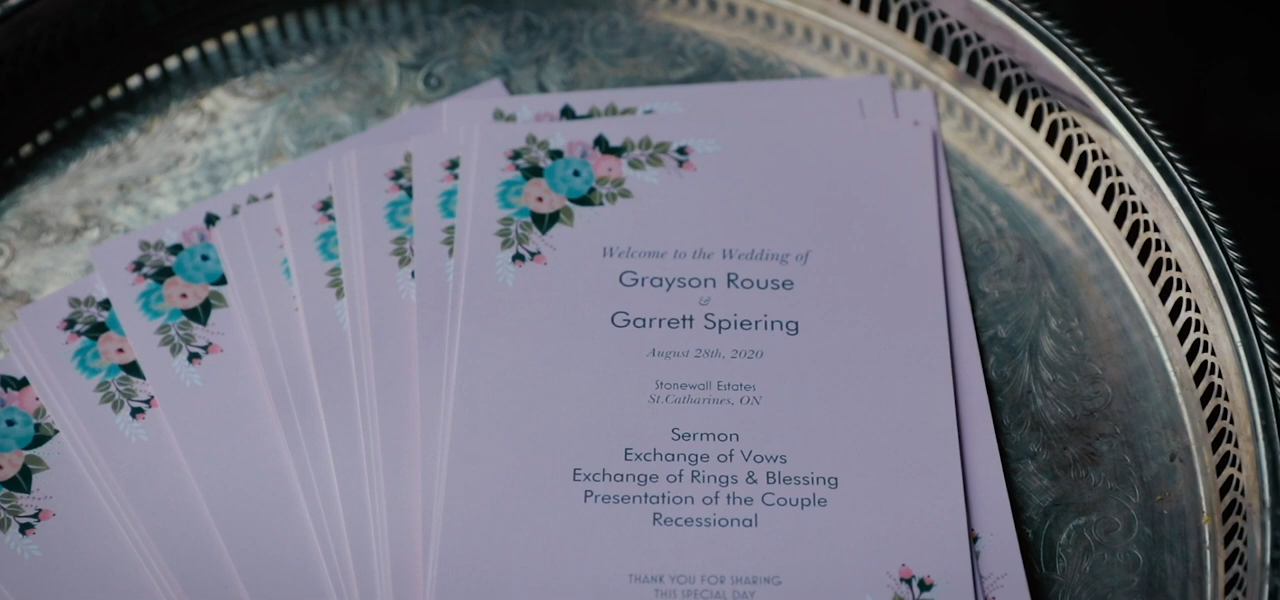 Welcome to the Wedding of
Grayson Rouse
&
Garrett Spiering
August 28th, 2020
Stonewall Estates
St.Catharines, ON
Sermon
Exchange of Vows
Exchange of Rings & Blessing
Presentation of the Couple
Recessional
THANK YOU FOR SHARING
THIS SPECIAL DAY